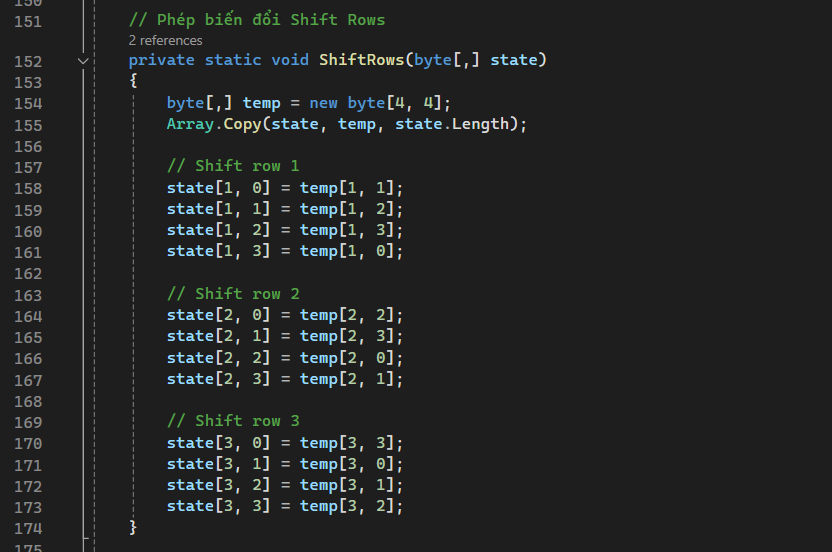 150
151 // Phép biến đổi Shift Rows
2 references
152 private static void ShiftRows(byte[,] state)
153 {
154 byte[,] temp = new byte[4, 4];
155 Array.Copy(state, temp, state.Length);
156
157 // Shift row 1
158 state[1, 0] = temp[1, 1];
159 state[1, 1] = temp[1, 2];
160 state[1, 2] = temp[1, 3];
161 state[1, 3] = temp[1, 0];
162
163 // Shift row 2
164 state[2, 0] = temp[2, 2];
165 state[2, 1] = temp[2, 3];
166 state[2, 2] = temp[2, 0];
167 state[2, 3] = temp[2, 1];
168
169 // Shift row 3
170 state[3, 0] = temp[3, 3];
171 state[3, 1] = temp[3, 0];
172 state[3, 2] = temp[3, 1];
173 state[3, 3] = temp[3, 2];
174 }
175